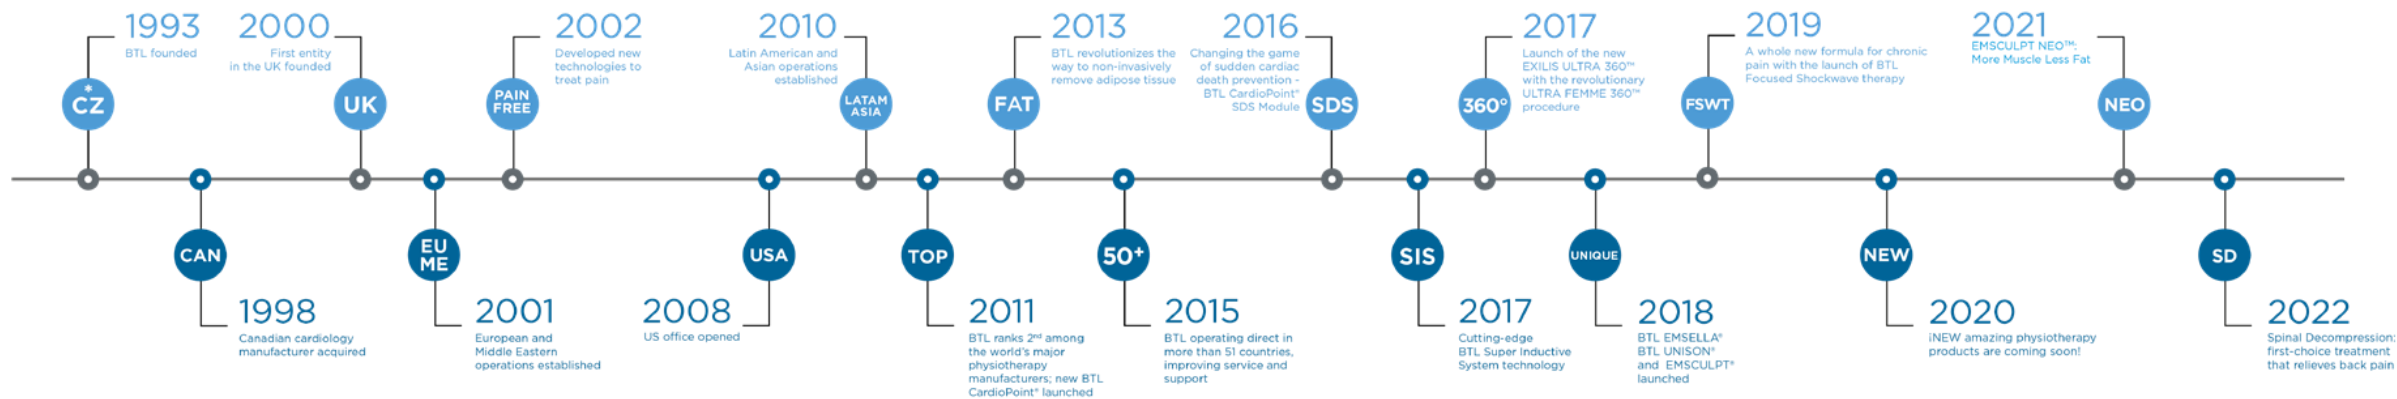 1993
BTL founded
*
CZ
2000
First entity
in the UK founded
UK
2002
Developed new
technologies to
treat pain
PAIN
FREE
2010
Latin American and
Asian operations
established
LATAM
ASIA
2013
BTL revolutionizes the
way to non-invasively
remove adipose tissue
FAT
2016
Changing the game
of sudden cardiac
death prevention -
BTL CardioPoint®
SDS Module
SDS
2017
Launch of the new
EXILIS ULTRA 360™
with the revolutionary
ULTRA FEMME 360™
procedure
360°
2019
A whole new formula for chronic
pain with the launch of BTL
Focused Shockwave therapy
FSWT
2021
EMSCULPT NEO™:
More Muscle Less Fat
NEO
CAN
1998
Canadian cardiology
manufacturer acquired
EU
ME
2001
European and
Middle Eastern
operations established
USA
2008
US office opened
TOP
2011
BTL ranks 2nd among
the world's major
physiotherapy
manufacturers; new BTL
CardioPoint® launched
50+
2015
BTL operating direct in
more than 51 countries,
improving service and
support
SIS
2017
Cutting-edge
BTL Super Inductive
System technology
UNIQUE
2018
BTL EMSELLA®
BTL UNISON®
and EMSCULPT®
launched
NEW
2020
iNEW amazing physiotherapy
products are coming soon!
SD
2022
Spinal Decompression:
first-choice treatment
that relieves back pain